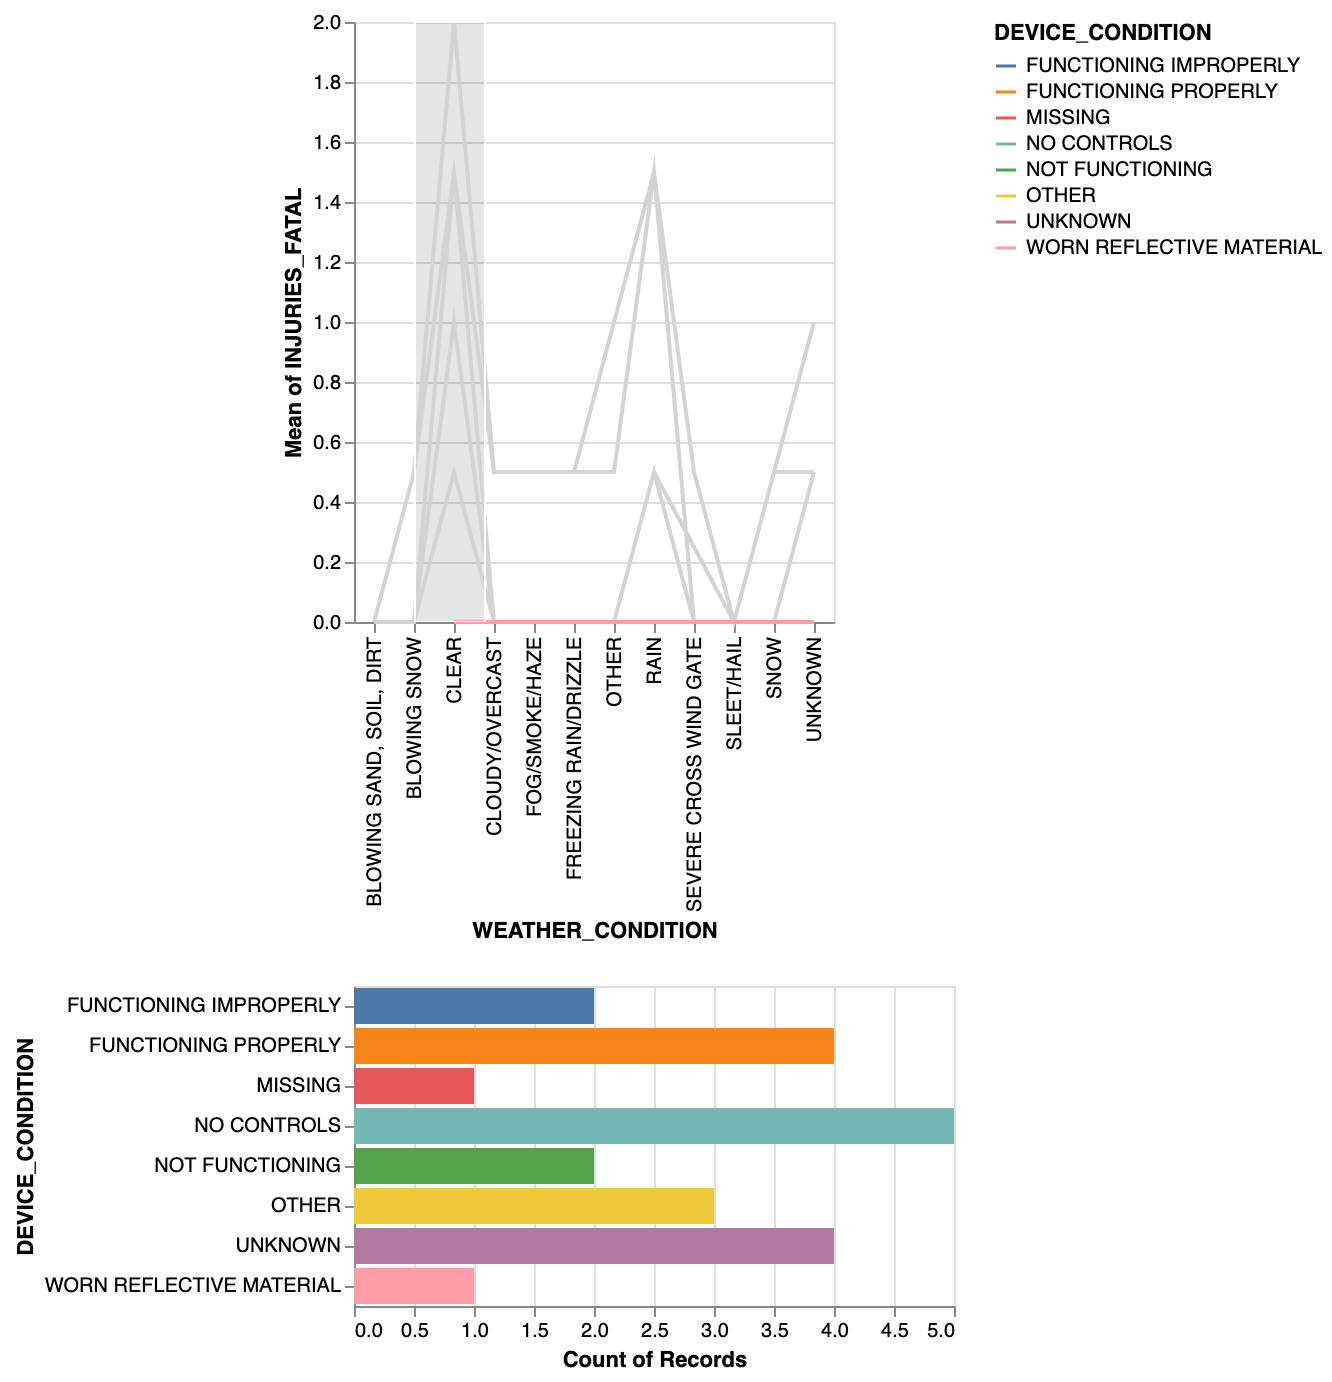 2.0
1.8
1.6
1.4
1.2
1.0
0.8
0.6
0.4
0.2
0.0
Mean of INJURIES_FATAL
BLOWING SAND, SOIL, DIRT
BLOWING SNOW
CLEAR
CLOUDY/OVERCAST
FOG/SMOKE/HAZE
FREEZING RAIN/DRIZZLE
OTHER
RAIN
SEVERE CROSS WIND GATE
SLEET/HAIL
SNOW
UNKNOWN
WEATHER_CONDITION
DEVICE_CONDITION
FUNCTIONING IMPROPERLY
FUNCTIONING PROPERLY
MISSING
NO CONTROLS
NOT FUNCTIONING
OTHER
UNKNOWN
WORN REFLECTIVE MATERIAL
DEVICE_CONDITION
FUNCTIONING IMPROPERLY
FUNCTIONING PROPERLY
MISSING
NO CONTROLS
NOT FUNCTIONING
OTHER
UNKNOWN
WORN REFLECTIVE MATERIAL
0.0 0.5 1.0 1.5 2.0 2.5 3.0 3.5 4.0 4.5 5.0
Count of Records